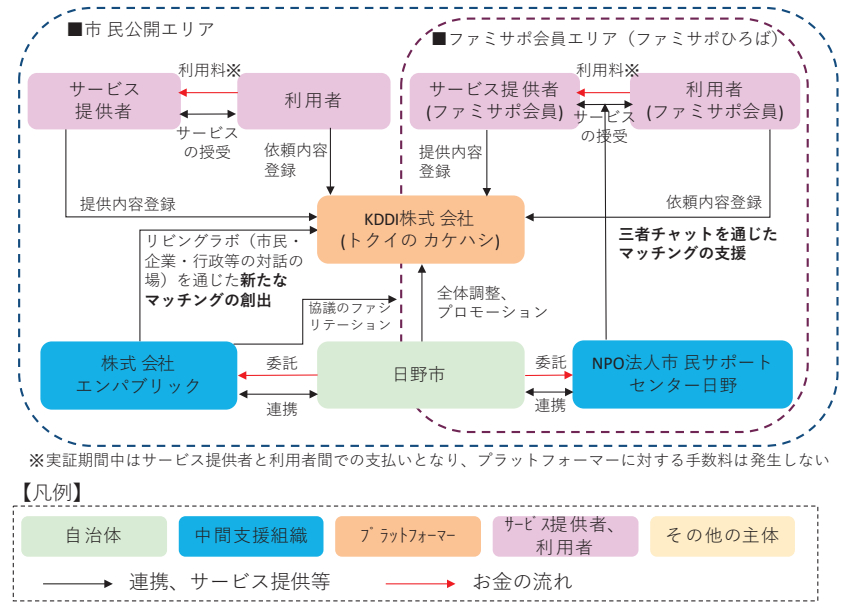 ■市 民公開エリア
■ファミサポ会員エリア（ファミサポひろば）
サービス
提供者
利用料※
サービス
の授受
利用者
サービス提供者
(ファミサポ会員)
利用料※
サービス
の授受
利用者
(ファミサポ会員)
依頼内容
登録
提供内容
登録
提供内容登録
依頼内容登録
KDDI株式 会社
(トクイの カケハシ)
リビングラボ（市民・
企業・行政等の対話の
場）を通じた新たな
マッチングの創出
三者チャットを通じた
マッチングの支援
協議のファシ
リテーション
全体調整、
プロモーション
株式 会社
エンパブリック
委託
連携
日野市
委託
連携
NPO法人市 民サポート
センター日野
※実証期間中はサービス提供者と利用者間での支払いとなり、プラットフォーマーに対する手数料は発生しない
【凡例】
自治体
中間支援組織
プラットフォーマー
サービス提供者、
利用者
その他の主体
連携、サービス提供等
お金の流れ